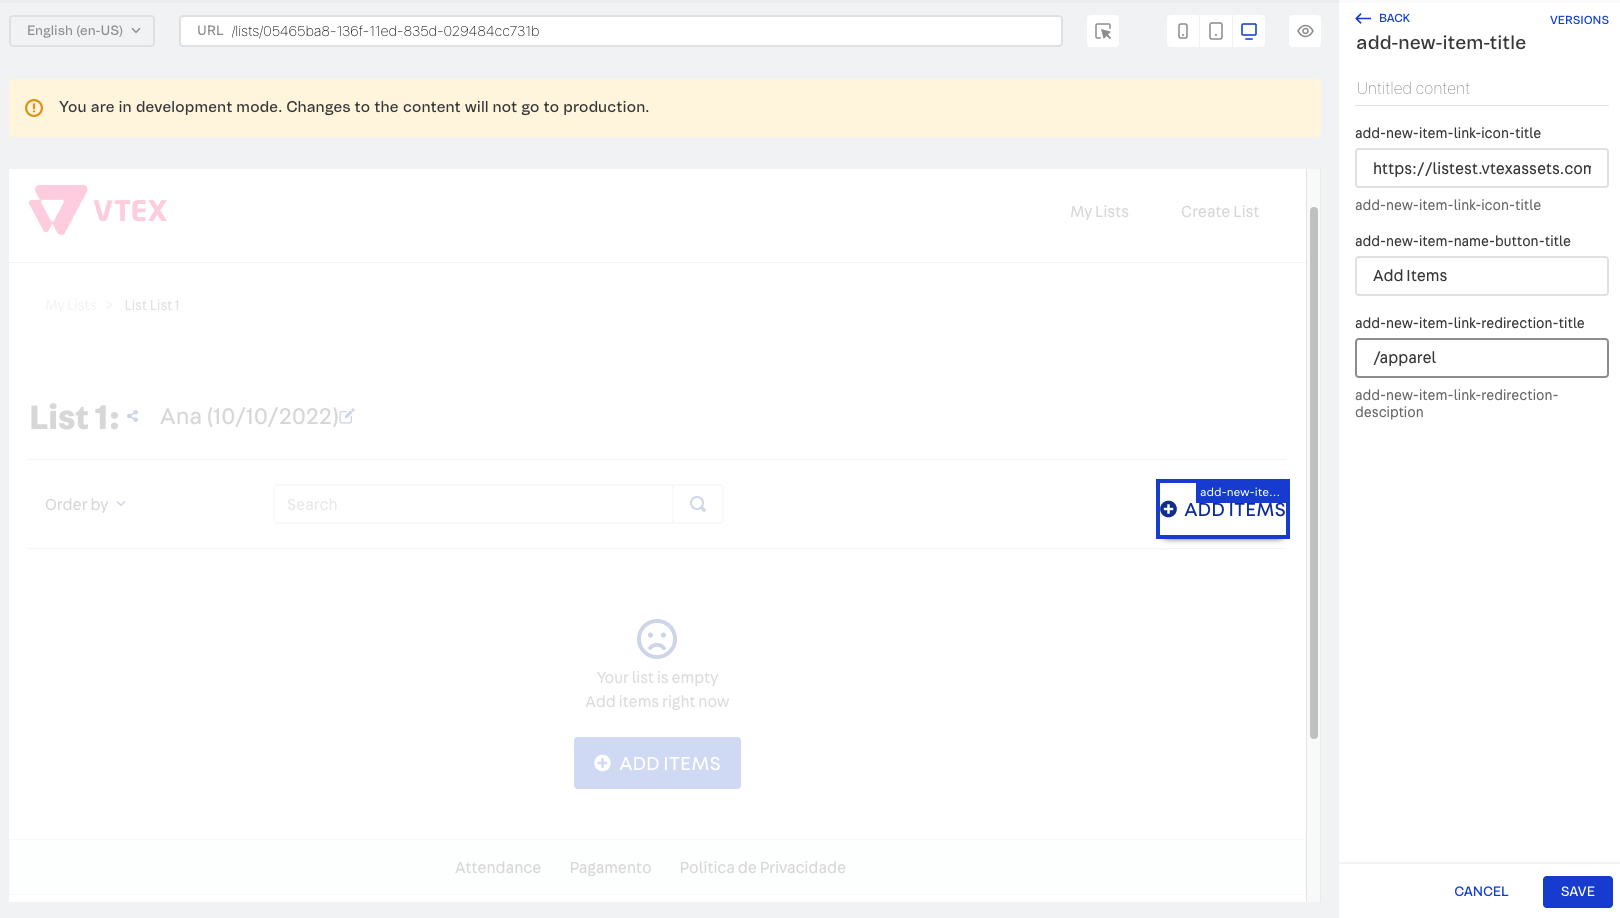 English (en-US)
URL /lists/05465ba8-136f-11ed-835d-029484cc731b
You are in development mode. Changes to the content will not go to production.
VTEX
My Lists
Create List
My Lists > List List 1
List 1:
Ana (10/10/2022)
Order by
Search
add-new-ite...
ADD ITEMS
Your list is empty
Add items right now
ADD ITEMS
Attendance
Pagamento
Política de Privacidade
BACK
VERSIONS
add-new-item-title
Untitled content
add-new-item-link-icon-title
https://listest.vtexassets.com
add-new-item-link-icon-title
add-new-item-name-button-title
Add Items
add-new-item-link-redirection-title
/apparel
add-new-item-link-redirection-
desciption
CANCEL
SAVE